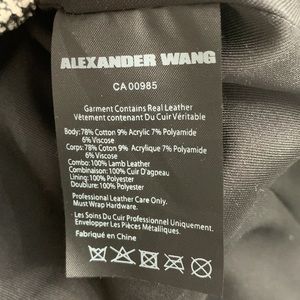 ALEXANDER WANG
CA 00985
Garment Contains Real Leather
Vêtement Contenant du Cuir Véritable
Body: 78% Cotton 9% Acrylic 7% Polyamide
6% Viscose
Corps: 78% Coton 9% Acrylique 7% Polyamide
6% Viscose
Combo: 100% Lamb Leather
Combinaison: 100% Cuir D'agneau
Lining: 100% Polyester
Doublure: 100% Polyester
Professional Leather Care Only.
Must Wrap Hardware.
Les Soins Du Cuir Professionnel Uniquement.
Envelopper Les Pièces Métalliques.
Fabriqué en Chine